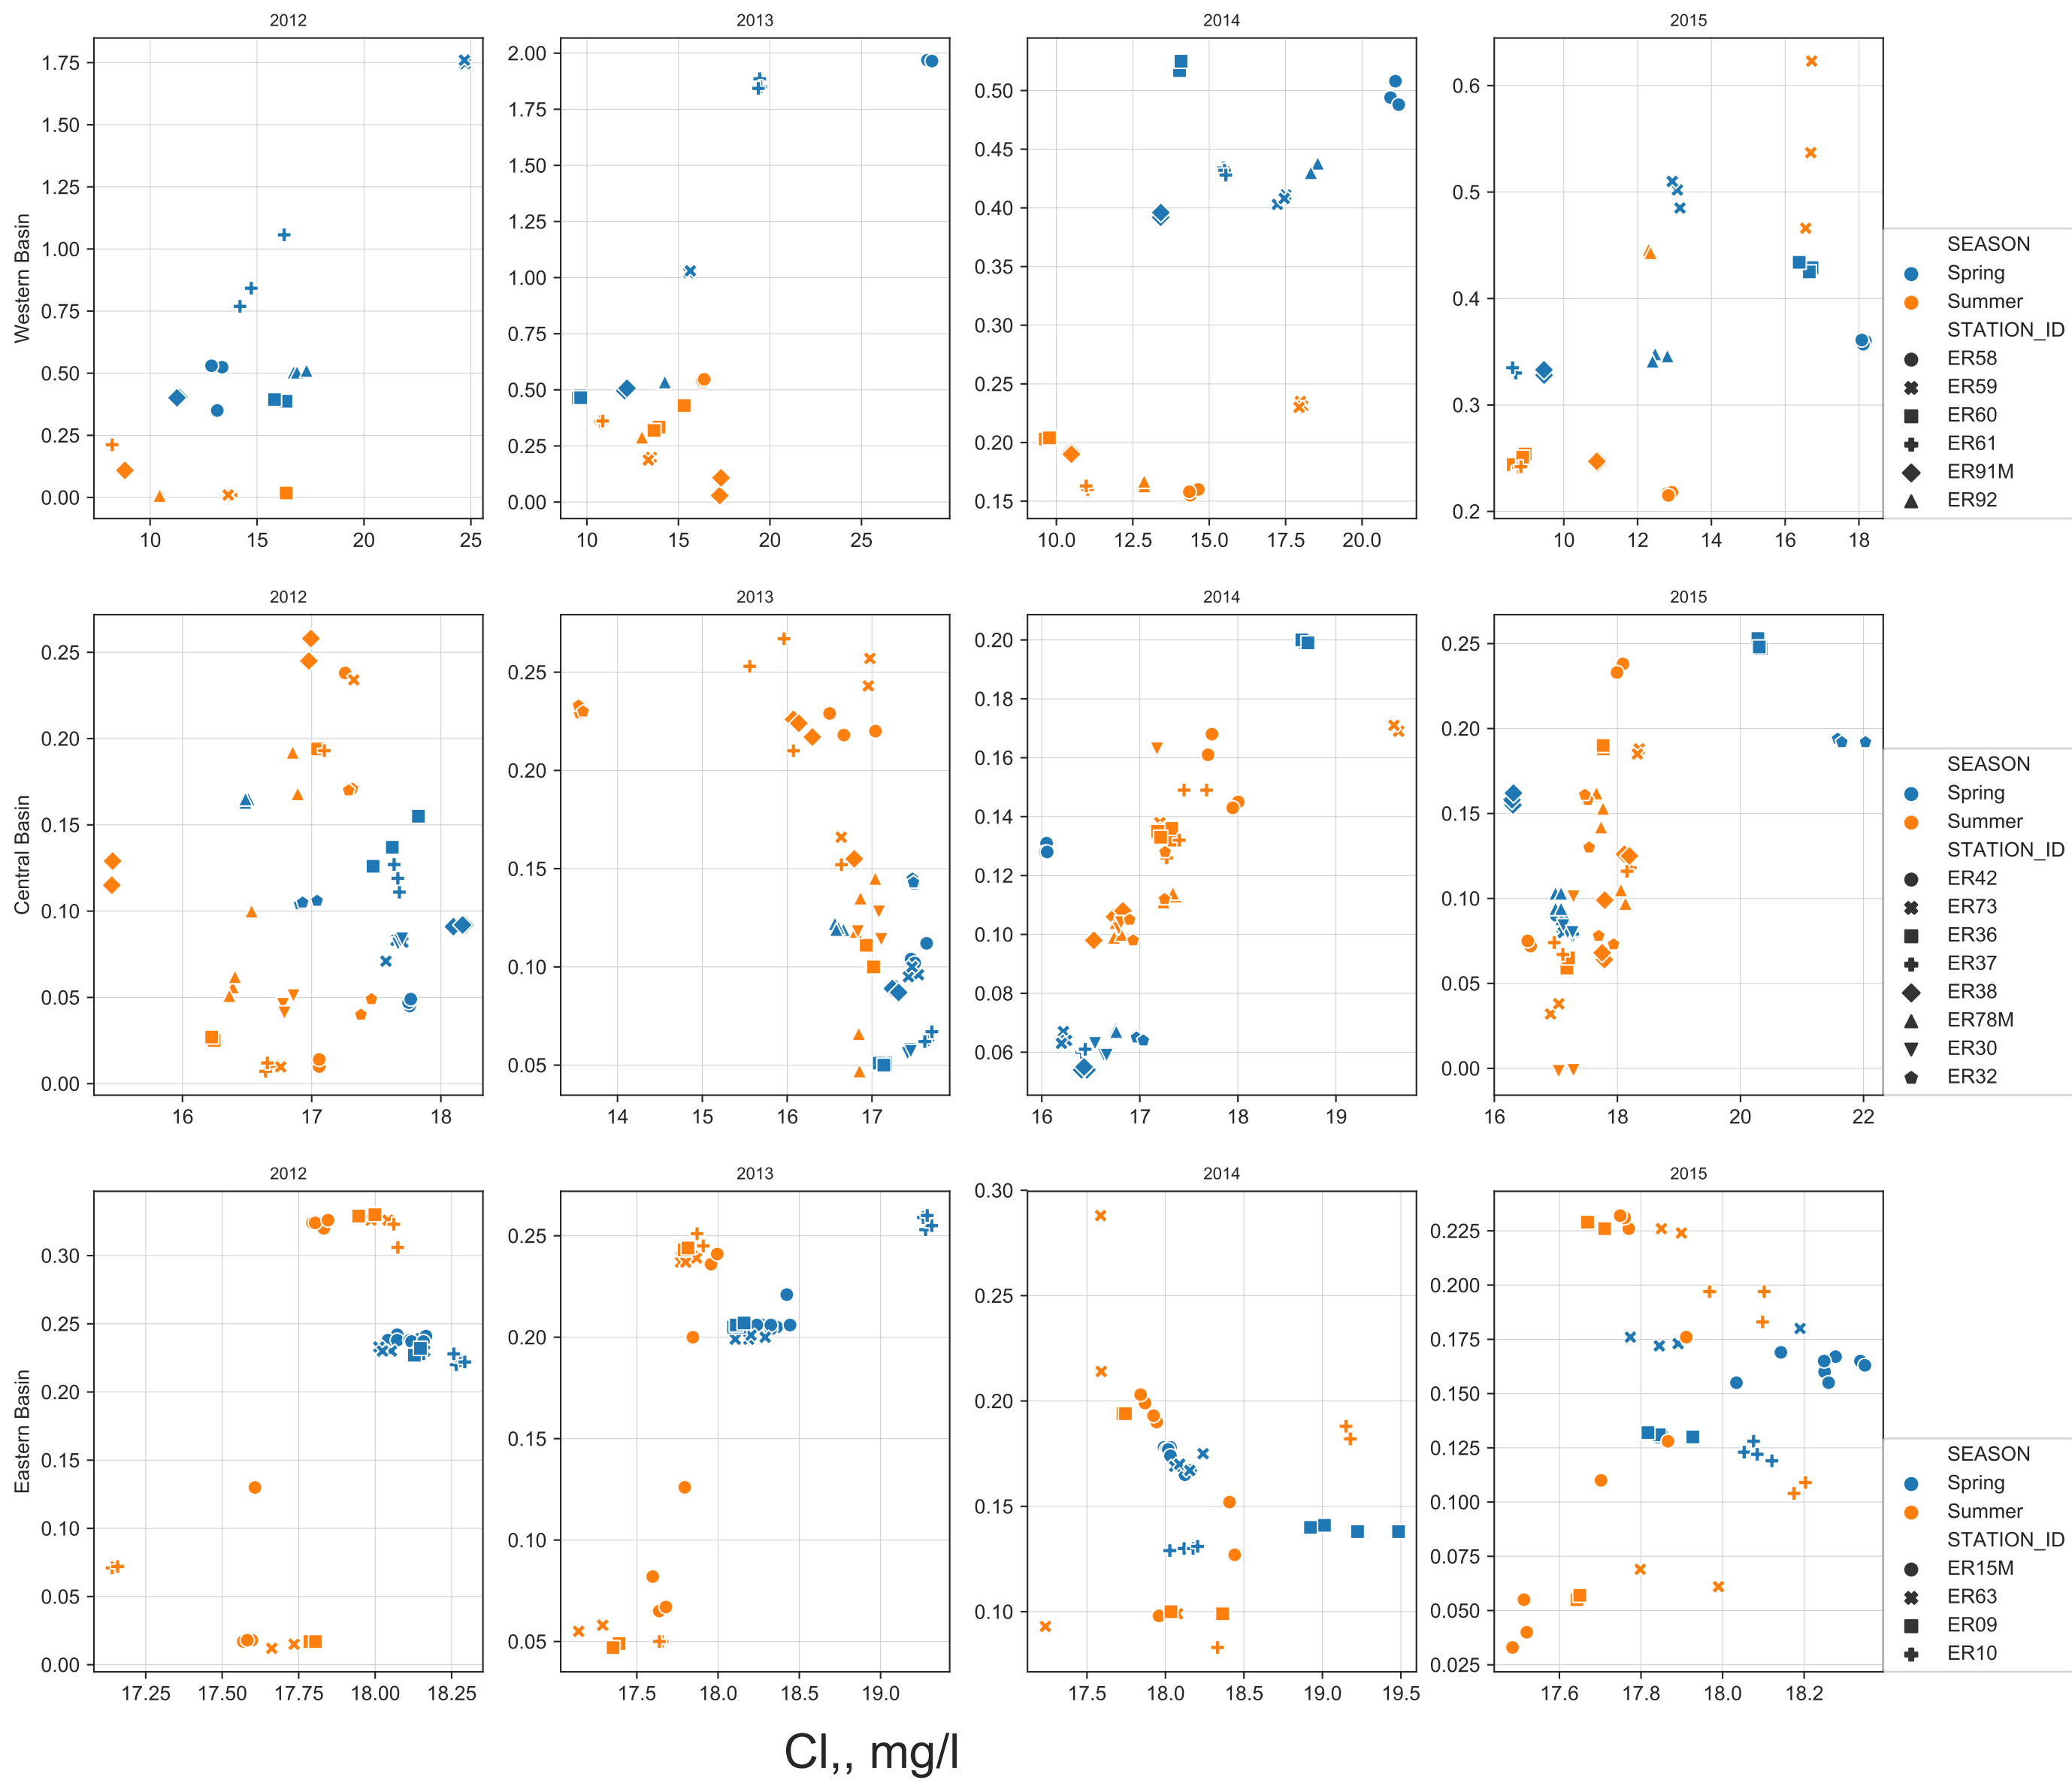 2012 2013 2014 2015
1.75 2.00 0.50 0.6
1.50 1.75 0.45
1.25 1.50 0.40 0.5
1.00 1.25 0.35
Western Basin
0.75 1.00 0.30 0.4
0.50 0.75 0.25 0.3
0.25 0.50 0.20
0.00 0.25 0.15 0.2
0.00
10 15 20 25 10 15 20 25 10.0 12.5 15.0 17.5 20.0 10 12 14 16 18
SEASON
Spring
Summer
STATION_ID
ER58
ER59
ER60
ER61
ER91M
ER92
2012 2013 2014 2015
0.25 0.25 0.20 0.25
0.20 0.20 0.18 0.20
0.15 0.15 0.16 0.15
Central Basin
0.10 0.10 0.14 0.10
0.05 0.05 0.12 0.05
0.00 0.10 0.00
0.08
0.06
16 17 18 14 15 16 17 16 17 18 19 16 18 20 22
SEASON
Spring
Summer
STATION_ID
ER42
ER73
ER36
ER37
ER38
ER78M
ER30
ER32
2012 2013 2014 2015
0.30 0.25 0.30 0.225
0.25 0.20 0.25 0.200
0.20 0.15 0.20 0.175
Eastern Basin
0.15 0.10 0.15 0.150
0.10 0.05 0.10 0.125
0.05 0.100
0.00 0.075
0.050
0.025
17.25 17.50 17.75 18.00 18.25 17.5 18.0 18.5 19.0 17.5 18.0 18.5 19.0 19.5 17.6 17.8 18.0 18.2
SEASON
Spring
Summer
STATION_ID
ER15M
ER63
ER09
ER10
Cl,, mg/l